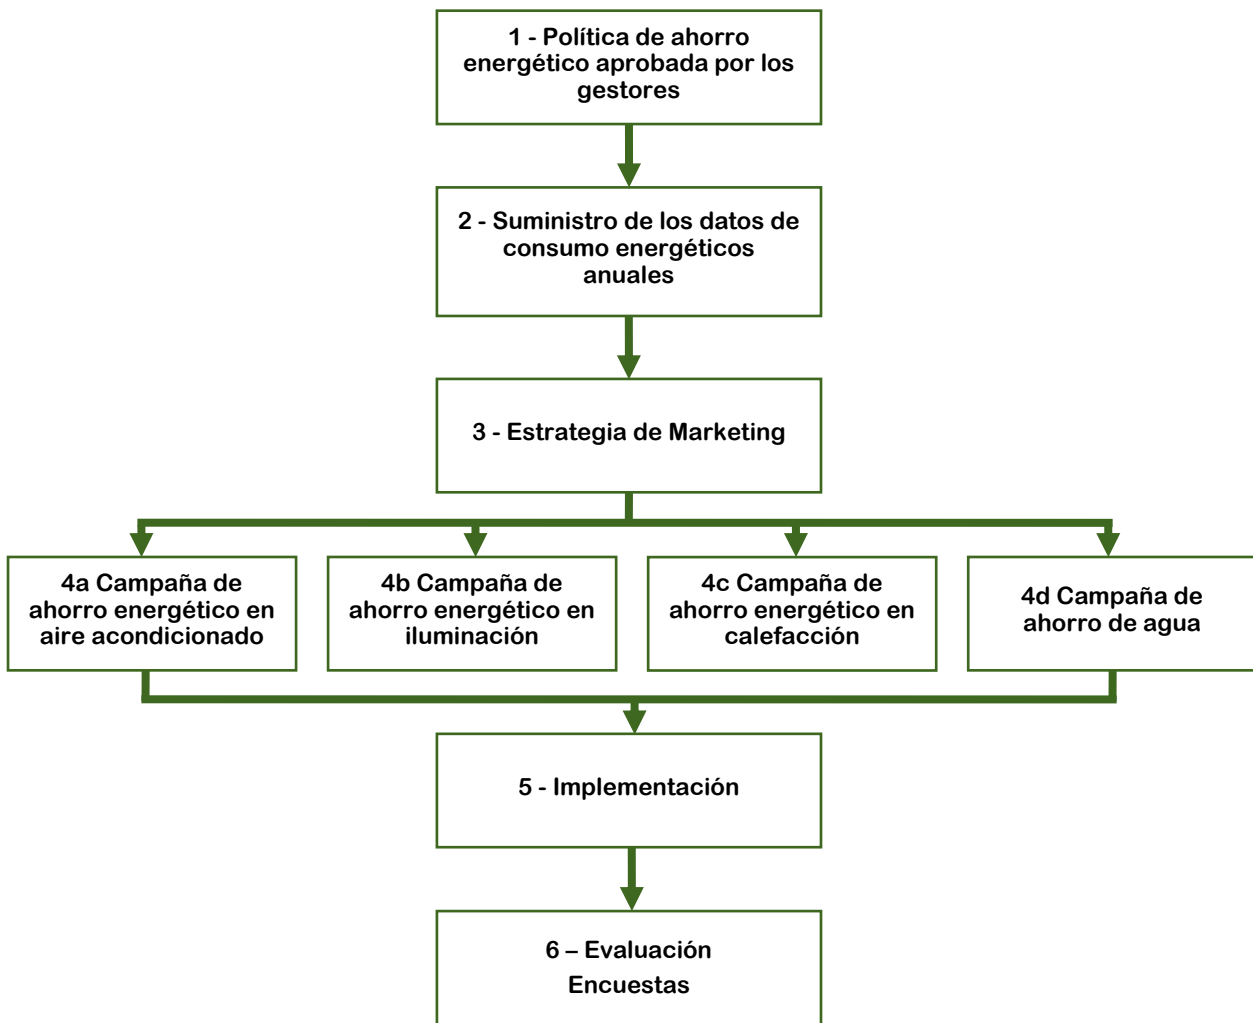 1 - Política de ahorro
energético aprobada por los
gestores
2 - Suministro de los datos de
consumo energéticos
anuales
3 - Estrategia de Marketing
4a Campaña de
ahorro energético en
aire acondicionado
4b Campaña de
ahorro energético en
iluminación
4c Campaña de
ahorro energético en
calefacción
4d Campaña de
ahorro de agua
5 - Implementación
6 – Evaluación
Encuestas